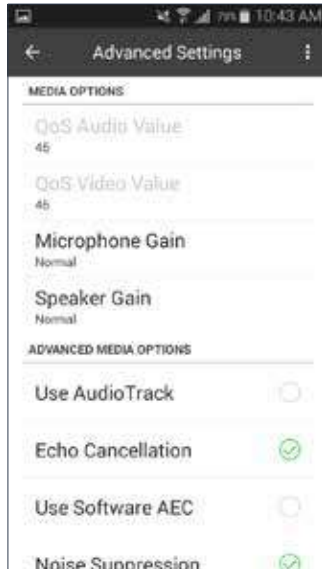 10:43 AM
Advanced Settings
MEDIA OPTIONS
QoS Audio Value
46
QoS Video Value
46
Microphone Gain
Normal
Speaker Gain
Normal
ADVANCED MEDIA OPTIONS
Use AudioTrack
Echo Cancellation
Use Software AEC
Noise Suppression